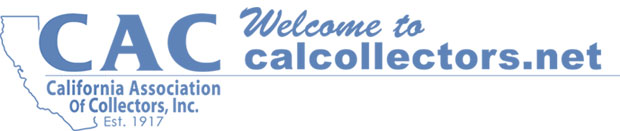 CAC
California Association
Of Collectors, Inc.
Est. 1917
Welcome to
calcollectors.net